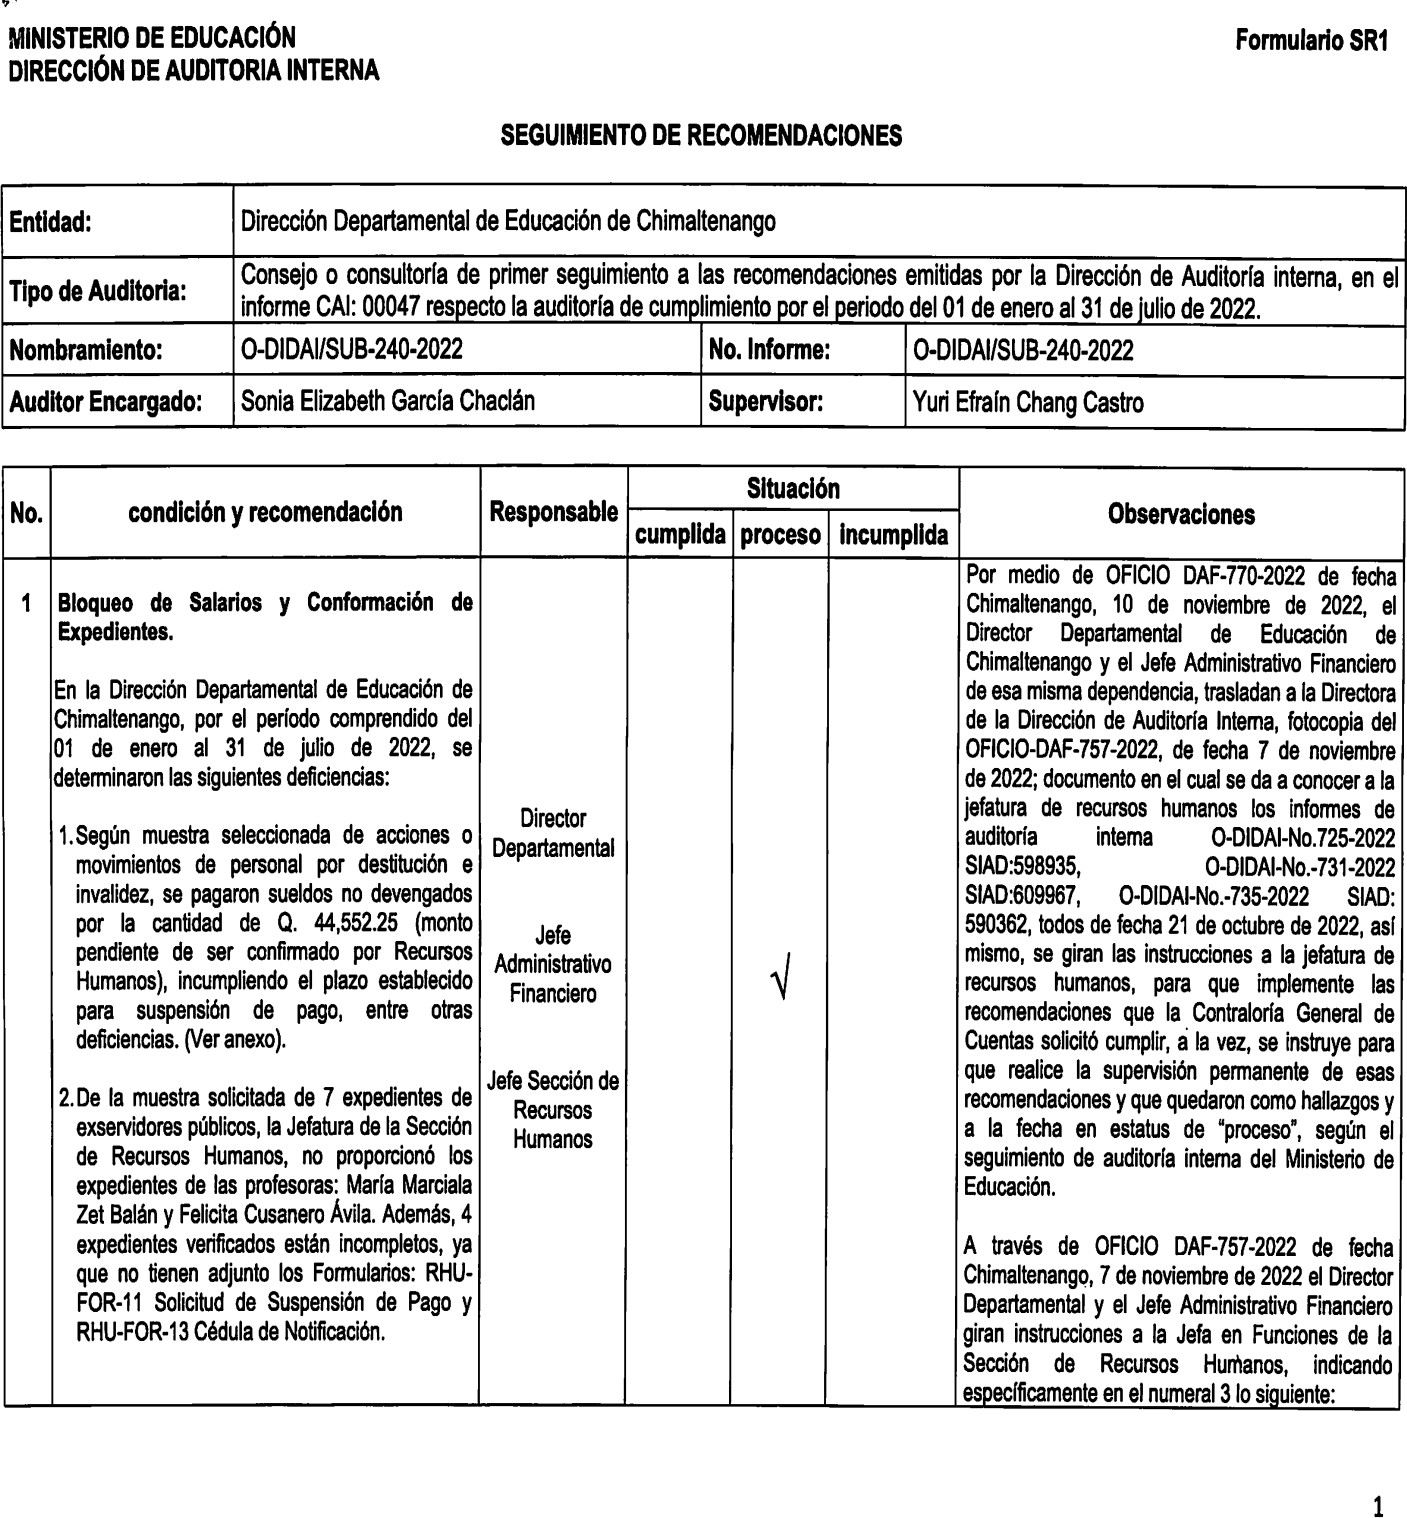 MINISTERIO DE EDUCACIÓN
DIRECCIÓN DE AUDITORIA INTERNA
Formulario SR1
SEGUIMIENTO DE RECOMENDACIONES
Entidad:
Dirección Departamental de Educación de Chimaltenango
Tipo de Auditoria:
Consejo o consultoría de primer seguimiento a las recomendaciones emitidas por la Dirección de Auditoría interna, en el
informe CAI: 00047 respecto la auditoría de cumplimiento por el periodo del 01 de enero al 31 de julio de 2022.
Nombramiento:
O-DIDAI/SUB-240-2022
No. Informe:
O-DIDAI/SUB-240-2022
Auditor Encargado:
Sonia Elizabeth García Chaclán
Supervisor:
Yuri Efraín Chang Castro
No.
condición y recomendación
Responsable
Situación
cumplida
proceso
incumplida
Observaciones
1
Bloqueo de Salarios y Conformación de
Expedientes.
En la Dirección Departamental de Educación de
Chimaltenango, por el período comprendido del
01 de enero al 31 de julio de 2022, se
determinaron las siguientes deficiencias:
1. Según muestra seleccionada de acciones o
movimientos de personal por destitución e
invalidez, se pagaron sueldos no devengados
por la cantidad de Q. 44,552.25 (monto
pendiente de ser confirmado por Recursos
Humanos), incumpliendo el plazo establecido
para suspensión de pago, entre otras
deficiencias. (Ver anexo).
2. De la muestra solicitada de 7 expedientes de
exservidores públicos, la Jefatura de la Sección
de Recursos Humanos, no proporcionó los
expedientes de las profesoras: María Marciala
Zet Balán y Felicita Cusanero Ávila. Además, 4
expedientes verificados están incompletos, ya
que no tienen adjunto los Formularios: RHU-
FOR-11 Solicitud de Suspensión de Pago y
RHU-FOR-13 Cédula de Notificación.
Director
Departamental
Jefe
Administrativo
Financiero
Jefe Sección de
Recursos
Humanos
√
Por medio de OFICIO DAF-770-2022 de fecha
Chimaltenango, 10 de noviembre de 2022, el
Director Departamental de Educación de
Chimaltenango y el Jefe Administrativo Financiero
de esa misma dependencia, trasladan a la Directora
de la Dirección de Auditoría Interna, fotocopia del
OFICIO-DAF-757-2022, de fecha 7 de noviembre
de 2022; documento en el cual se da a conocer a la
jefatura de recursos humanos los informes de
auditoría interna O-DIDAI-No.725-2022
SIAD:598935, O-DIDAI-No.-731-2022
SIAD:609967, O-DIDAI-No.-735-2022 SIAD:
590362, todos de fecha 21 de octubre de 2022, así
mismo, se giran las instrucciones a la jefatura de
recursos humanos, para que implemente las
recomendaciones que la Contraloría General de
Cuentas solicitó cumplir, a la vez, se instruye para
que realice la supervisión permanente de esas
recomendaciones y que quedaron como hallazgos y
a la fecha en estatus de “proceso”, según el
seguimiento de auditoría interna del Ministerio de
Educación.
A través de OFICIO DAF-757-2022 de fecha
Chimaltenango, 7 de noviembre de 2022 el Director
Departamental y el Jefe Administrativo Financiero
giran instrucciones a la Jefa en Funciones de la
Sección de Recursos Humanos, indicando
específicamente en el numeral 3 lo siguiente:
1